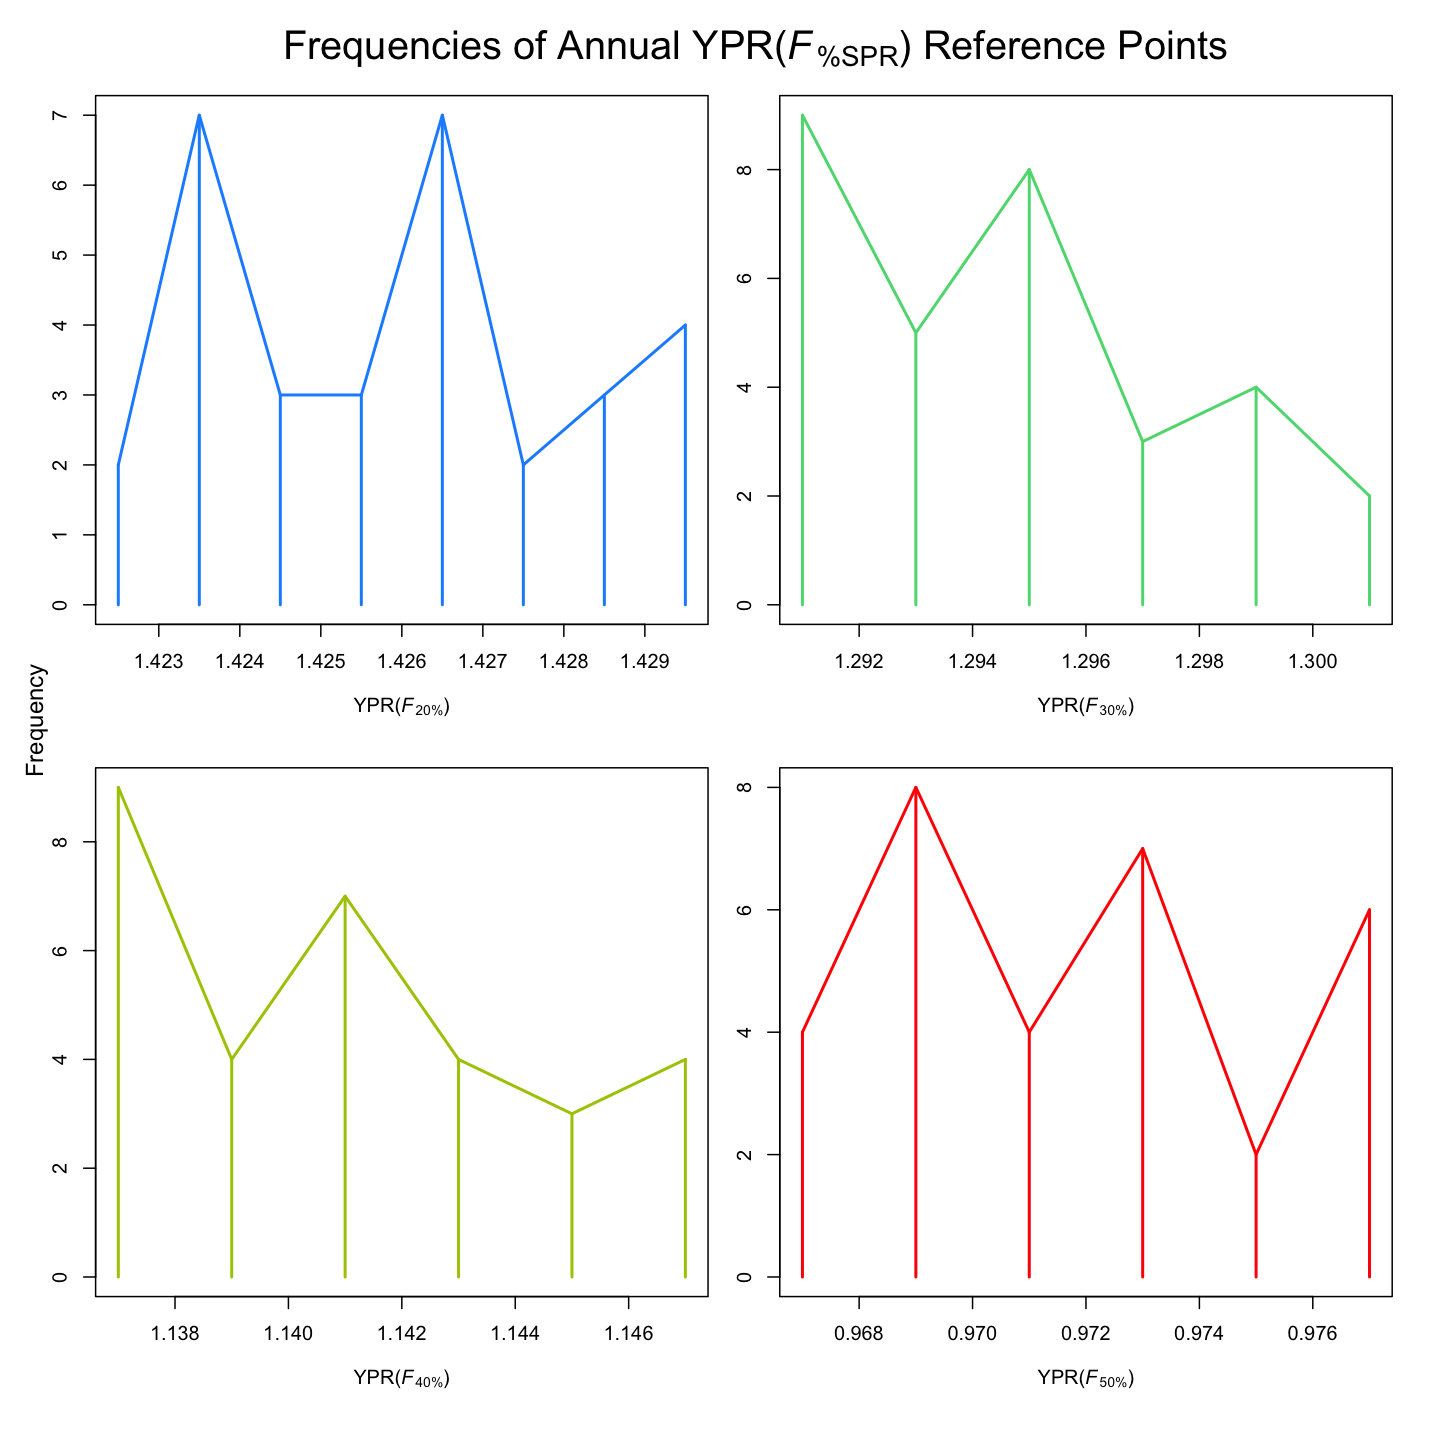 Frequencies of Annual YPR(F%SPR) Reference Points
Frequency
7
6
5
4
3
2
1
0
1.423 1.424 1.425 1.426 1.427 1.428 1.429
YPR(F20%)
8
6
4
2
0
1.292 1.294 1.296 1.298 1.300
YPR(F30%)
8
6
4
2
0
1.138 1.140 1.142 1.144 1.146
YPR(F40%)
8
6
4
2
0
0.968 0.970 0.972 0.974 0.976
YPR(F50%)